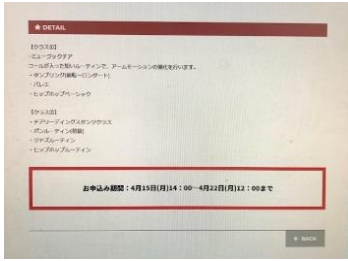 ★ DETAIL
【クラスB】
・ミュージックチア
コールが入った短いルーティンで、アームモーションの強化を行います。
・タンブリング(側転~ロンダート)
・バレエ
・ヒップホップベーシック
・チアリーディングスタンツクラス
・ポンルーティン(初級)
・ジャズルーティン
・ヒップホップルーティン
お申込み期間:4月15日(月)14:00~4月22日(月)12:00まで
BACK